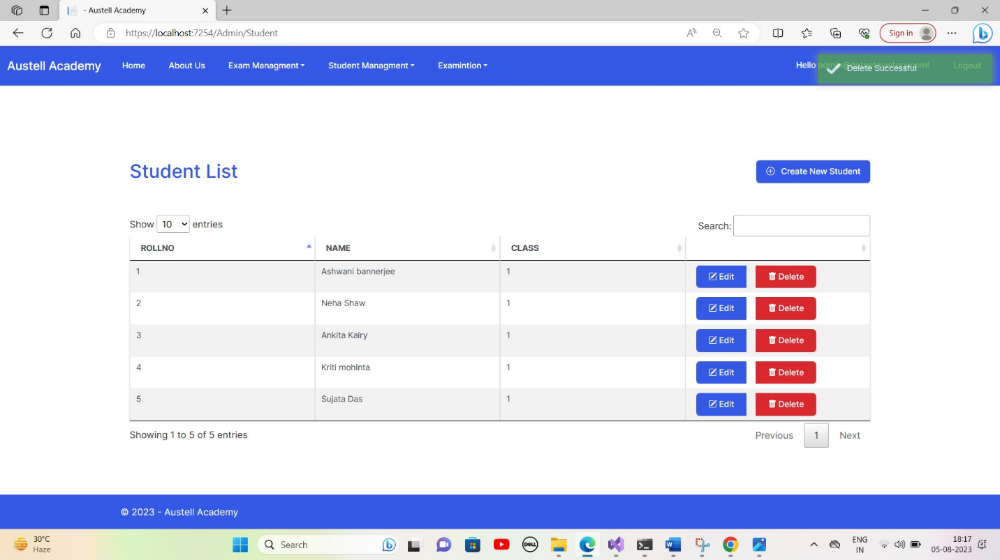 - Austell Academy
https://localhost:7254/Admin/Student
Sign in
Austell Academy Home About Us Exam Managment Student Managment Examintion Hello Logout
Delete Successful
Student List
Create New Student
Show 10 entries
Search:
ROLLNO NAME CLASS
1 Ashwani bannerjee 1 Edit Delete
2 Neha Shaw 1 Edit Delete
3 Ankita Kairy 1 Edit Delete
4 Kriti mohinta 1 Edit Delete
5 Sujata Das 1 Edit Delete
Showing 1 to 5 of 5 entries
Previous 1 Next
© 2023 - Austell Academy
30°C
Haze
Search
DELL
ENG
IN
18:17
05-08-2023